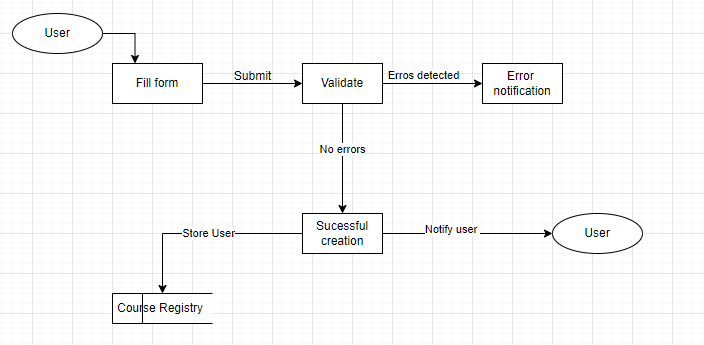 User
Fill form
Submit
Validate
Erros detected
Error
notification
No errors
Store User
Sucessful
creation
Notify user
User
Course Registry